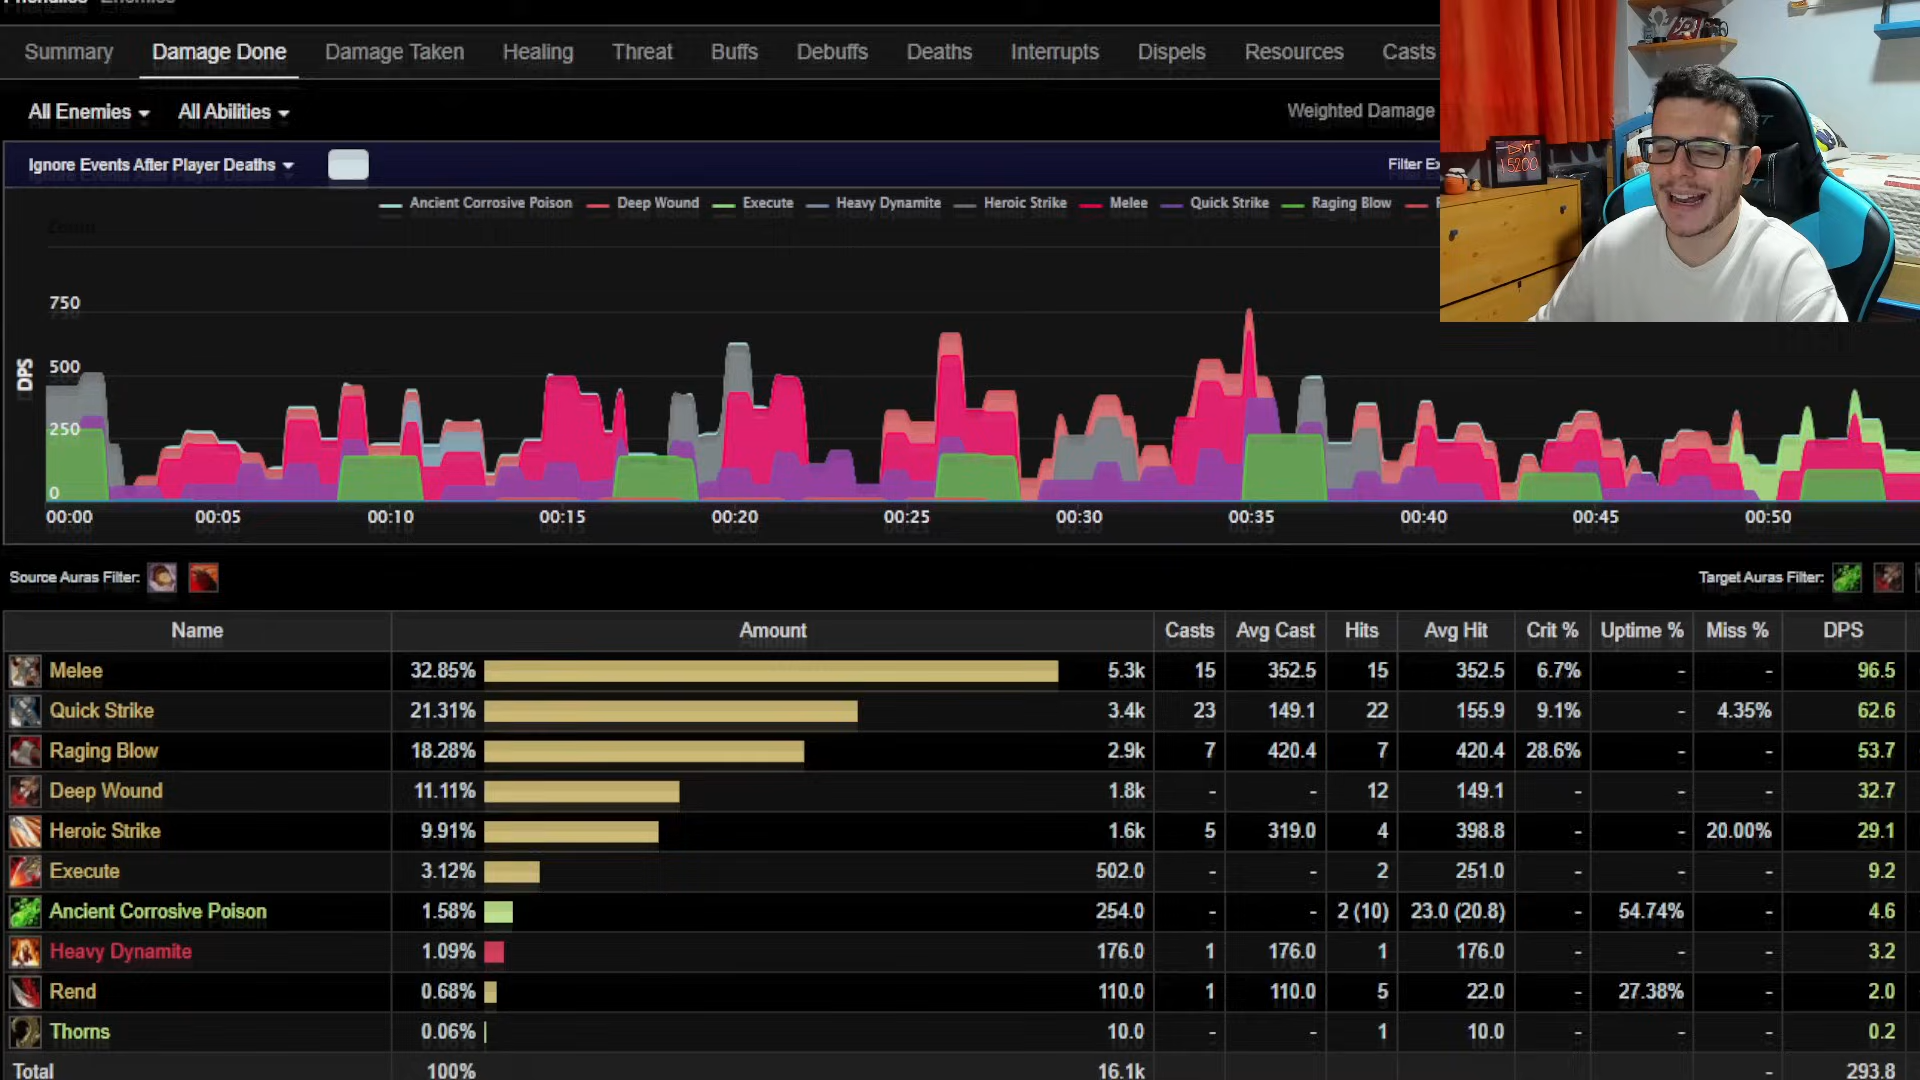 Friendlies Enemies
Summary Damage Done Damage Taken Healing Threat Buffs Debuffs Deaths Interrupts Dispels Resources Casts
All Enemies All Abilities Weighted Damage
Ignore Events After Player Deaths Filter Ex
Ancient Corrosive Poison Deep Wound Execute Heavy Dynamite Heroic Strike Melee Quick Strike Raging Blow
15200
750
500
250
0
DPS
00:00 00:05 00:10 00:15 00:20 00:25 00:30 00:35 00:40 00:45 00:50
Source Auras Filter: Target Auras Filter:
Name Amount Casts Avg Cast Hits Avg Hit Crit % Uptime % Miss % DPS
Melee 32.85% 5.3k 15 352.5 15 352.5 6.7% - - 96.5
Quick Strike 21.31% 3.4k 23 149.1 22 155.9 9.1% - 4.35% 62.6
Raging Blow 18.28% 2.9k 7 420.4 7 420.4 28.6% - - 53.7
Deep Wound 11.11% 1.8k - - 12 149.1 - - - 32.7
Heroic Strike 9.91% 1.6k 5 319.0 4 398.8 - - 20.00% 29.1
Execute 3.12% 502.0 - - 2 251.0 - - - 9.2
Ancient Corrosive Poison 1.58% 254.0 - - 2 (10) 23.0 (20.8) - 54.74% - 4.6
Heavy Dynamite 1.09% 176.0 1 176.0 1 176.0 - - - 3.2
Rend 0.68% 110.0 1 110.0 5 22.0 - 27.38% - 2.0
Thorns 0.06% 10.0 - - 1 10.0 - - - 0.2
Total 100% 16.1k - 293.8